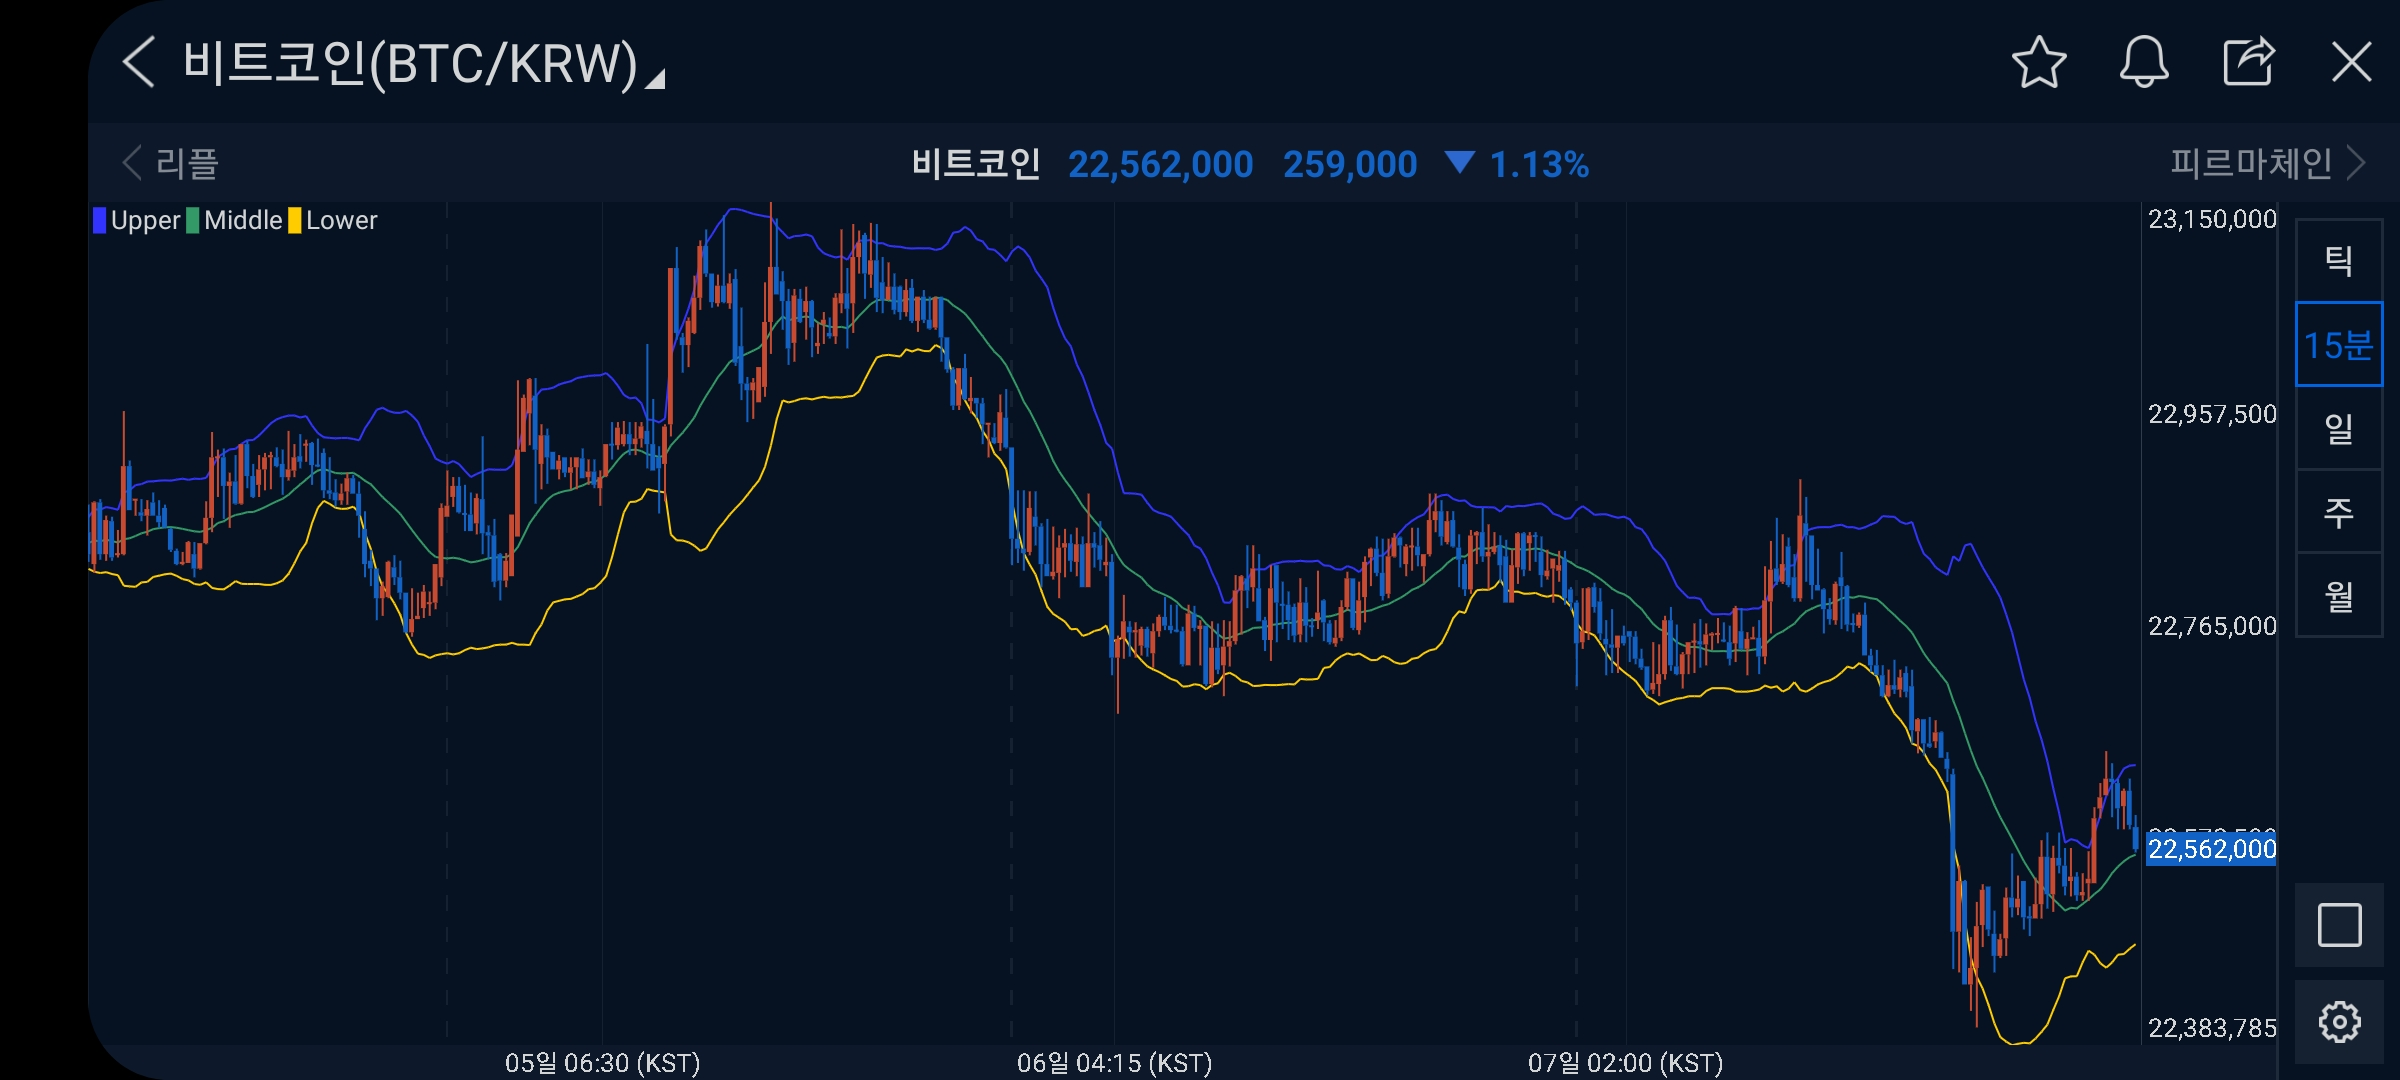 비트코인(BTC/KRW)
리플 비트코인 22,562,000 259,000 ▼ 1.13% 피르마체인
Upper Middle Lower
23,150,000
틱
15분
22,957,500
일
주
월
22,765,000
22,562,000
22,383,785
05일 06:30 (KST) 06일 04:15 (KST) 07일 02:00 (KST)